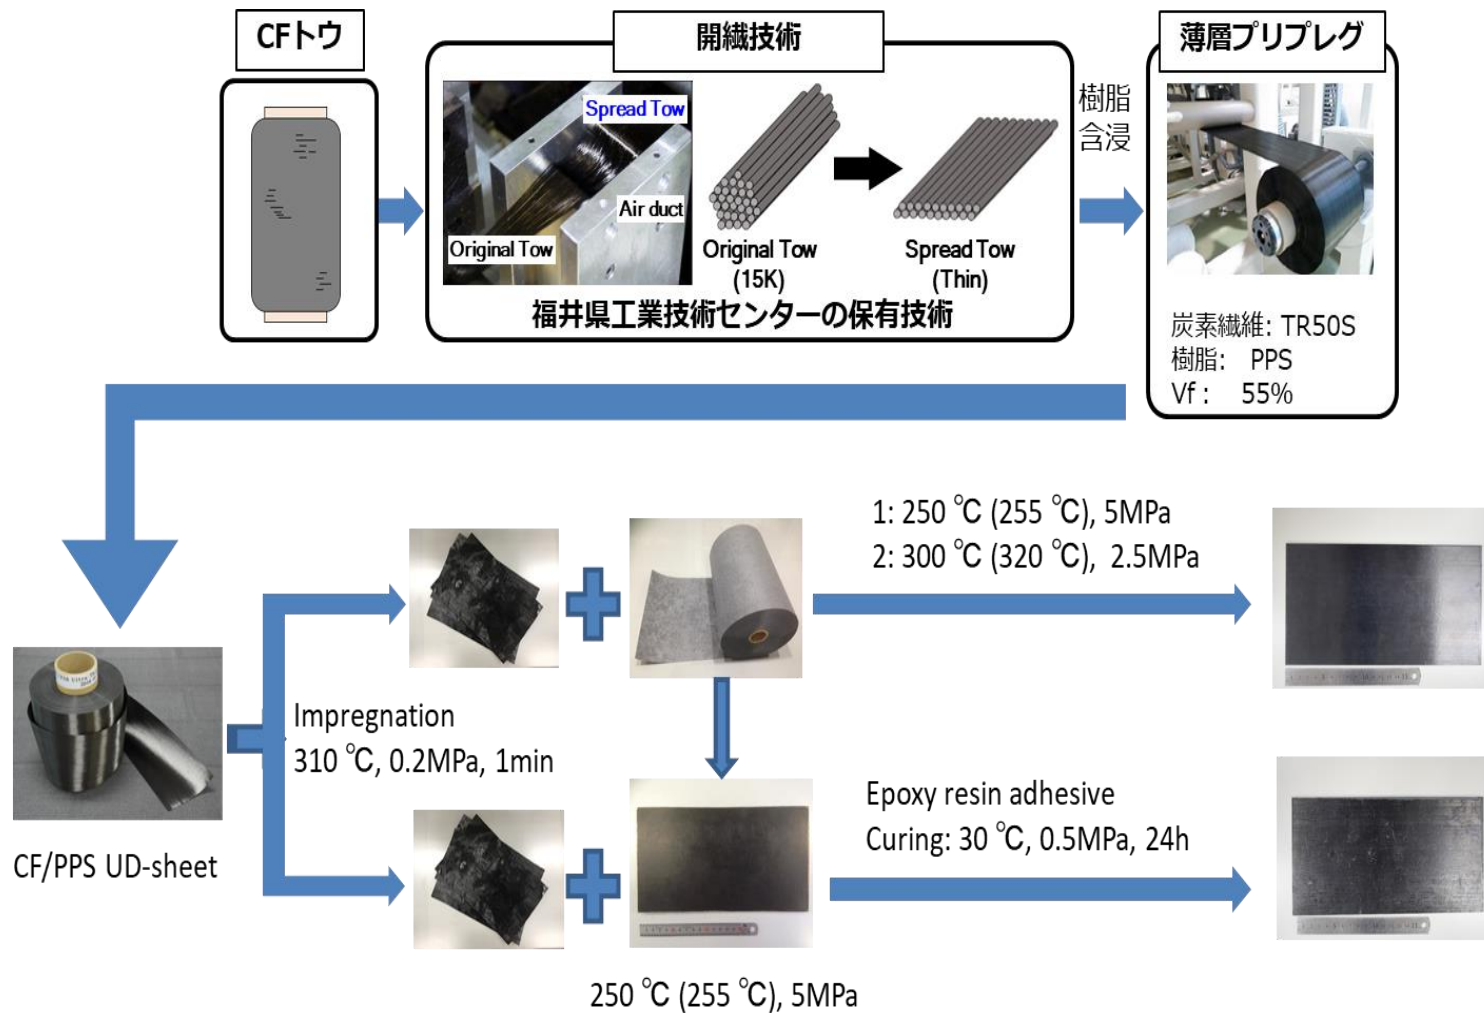 CFトウ
開繊技術
薄層プリプレグ
Spread Tow
Air duct
Original Tow
Original Tow
(15K)
Spread Tow
(Thin)
福井県工業技術センターの保有技術
樹脂
含浸
炭素繊維: TR50S
樹脂: PPS
Vf : 55%
1: 250 ℃ (255 ℃), 5MPa
2: 300 ℃ (320 ℃), 2.5MPa
Impregnation
310 ℃, 0.2MPa, 1min
CF/PPS UD-sheet
Epoxy resin adhesive
Curing: 30 ℃, 0.5MPa, 24h
250 ℃ (255 ℃), 5MPa